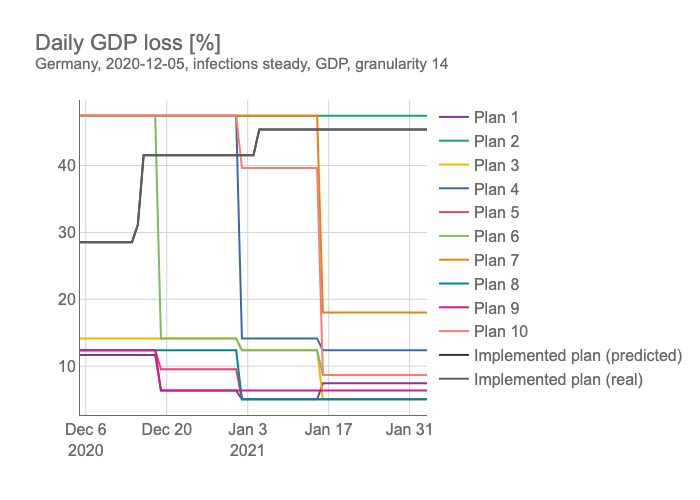 Daily GDP loss [%]
Germany, 2020-12-05, infections steady, GDP, granularity 14
40
30
20
10
Dec 6
2020
Dec 20
Jan 3
2021
Jan 17
Jan 31
Plan 1
Plan 2
Plan 3
Plan 4
Plan 5
Plan 6
Plan 7
Plan 8
Plan 9
Plan 10
Implemented plan (predicted)
Implemented plan (real)